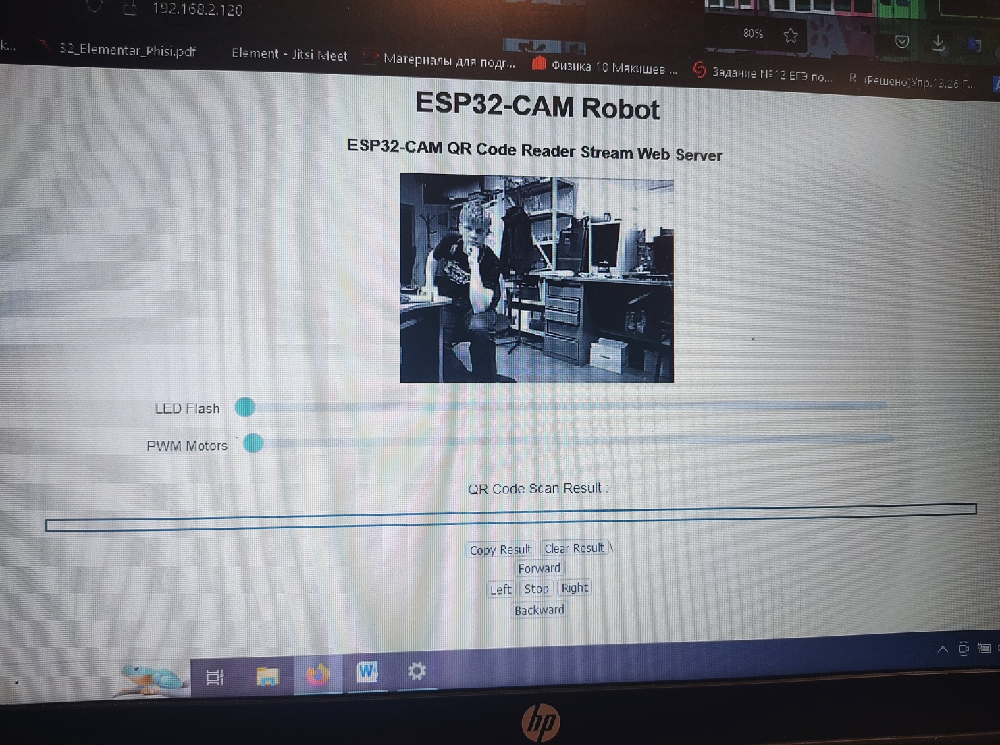 192.168.2.120
80%
32_Elementar_Phisi.pdf
Element - Jitsi Meet
Материалы для подг...
Физика 10 Мякишев ...
Задание №12 ЕГЭ по...
R (Решено)Упр.13.26 Г...
ESP32-CAM Robot
ESP32-CAM QR Code Reader Stream Web Server
LED Flash
PWM Motors
QR Code Scan Result :
Copy Result Clear Result \
Forward
Left Stop Right
Backward
W
hp